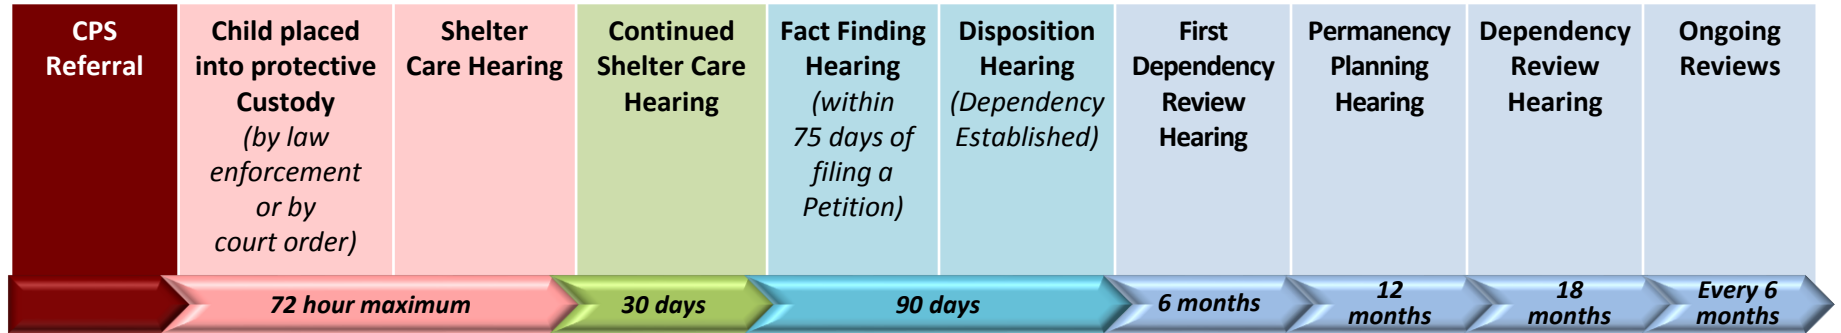 CPS
Referral
Child placed
into protective
Custody
(by law
enforcement
or by
court order)
Shelter
Care Hearing
Continued
Shelter Care
Hearing
Fact Finding
Hearing
(within
75 days of
filing a
Petition)
Disposition
Hearing
(Dependency
Established)
First
Dependency
Review
Hearing
Permanency
Planning
Hearing
Dependency
Review
Hearing
Ongoing
Reviews
72 hour maximum
30 days
90 days
6 months
12
months
18
months
Every 6
months